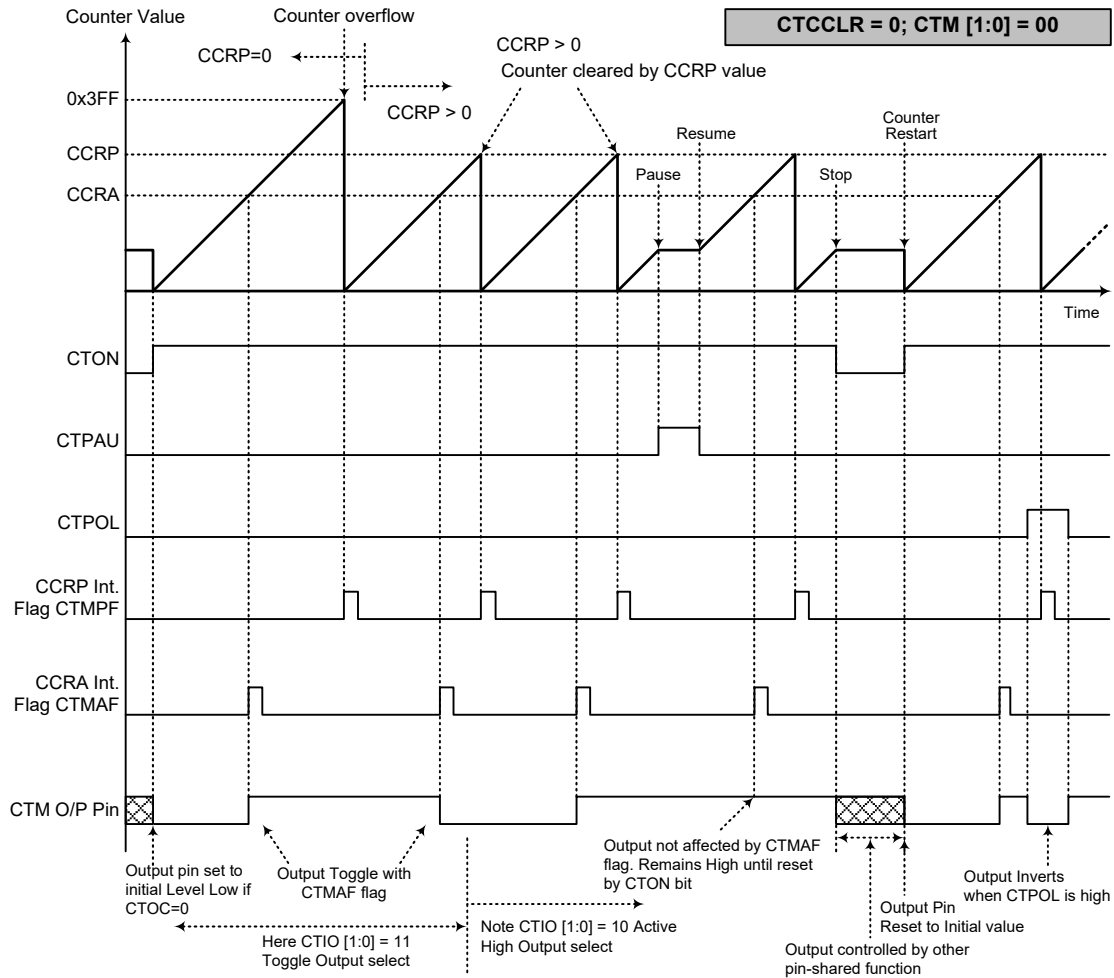 Counter Value
Counter overflow
CTCCLR = 0; CTM [1:0] = 00
CCRP=0
CCRP > 0
CCRP > 0
Counter cleared by CCRP value
0x3FF
CCRP
CCRA
Pause
Resume
Stop
Counter
Restart
Time
CTON
CTPAU
CTPOL
CCRP Int.
Flag CTMPF
CCRA Int.
Flag CTMAF
CTM O/P Pin
Output pin set to
initial Level Low if
CTOC=0
Output Toggle with
CTMAF flag
Here CTIO [1:0] = 11
Toggle Output select
Note CTIO [1:0] = 10 Active
High Output select
Output not affected by CTMAF
flag. Remains High until reset
by CTON bit
Output controlled by other
pin-shared function
Output Pin
Reset to Initial value
Output Inverts
when CTPOL is high